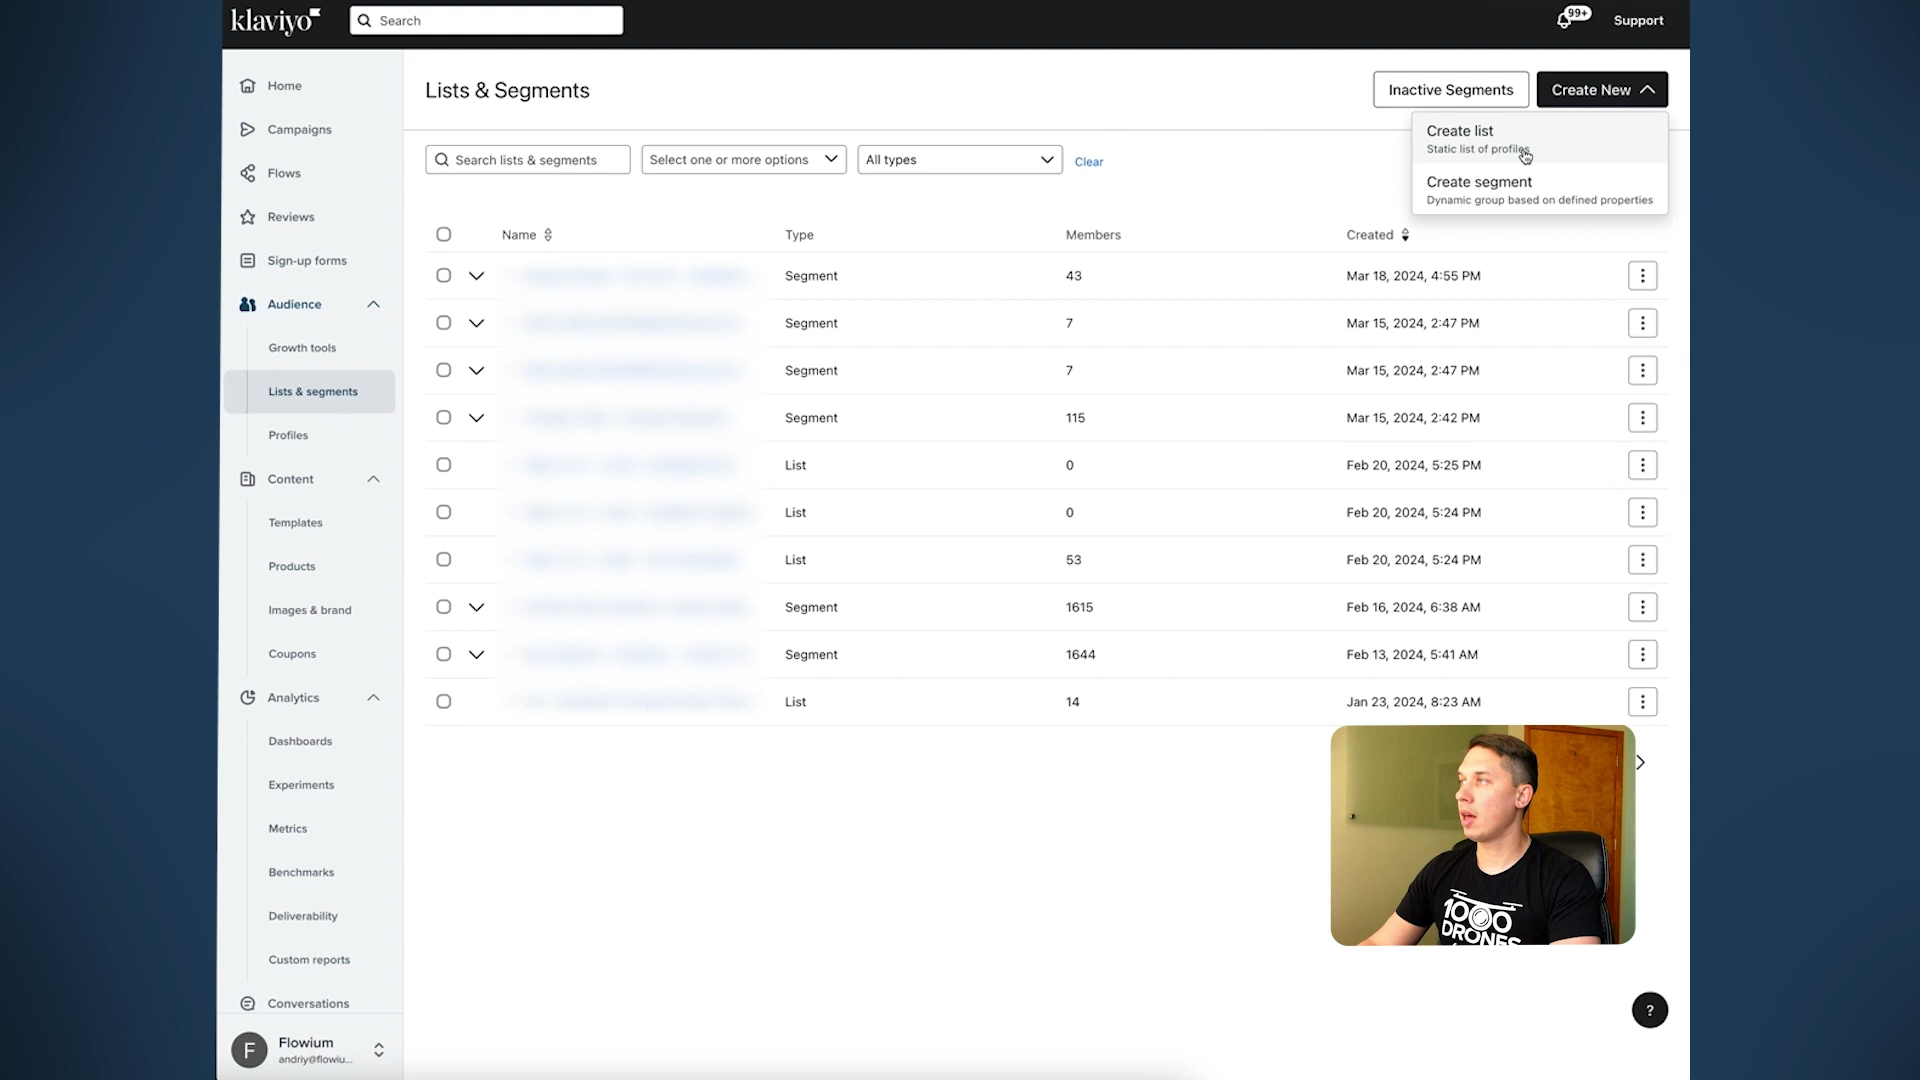 klaviyo
Search
99+
Support
Home
Campaigns
Flows
Reviews
Sign-up forms
Audience
Growth tools
Lists & segments
Profiles
Content
Templates
Products
Images & brand
Coupons
Analytics
Dashboards
Experiments
Metrics
Benchmarks
Deliverability
Custom reports
Conversations
F
Flowium
andriy@flowiu...
Lists & Segments
Inactive Segments
Create New
Create list
Static list of profiles
Create segment
Dynamic group based on defined properties
Search lists & segments
Select one or more options
All types
Clear
Name Type Members Created
Segment 43 Mar 18, 2024, 4:55 PM
Segment 7 Mar 15, 2024, 2:47 PM
Segment 7 Mar 15, 2024, 2:47 PM
Segment 115 Mar 15, 2024, 2:42 PM
List 0 Feb 20, 2024, 5:25 PM
List 0 Feb 20, 2024, 5:24 PM
List 53 Feb 20, 2024, 5:24 PM
Segment 1615 Feb 16, 2024, 6:38 AM
Segment 1644 Feb 13, 2024, 5:41 AM
List 14 Jan 23, 2024, 8:23 AM
1000
DRONES
?